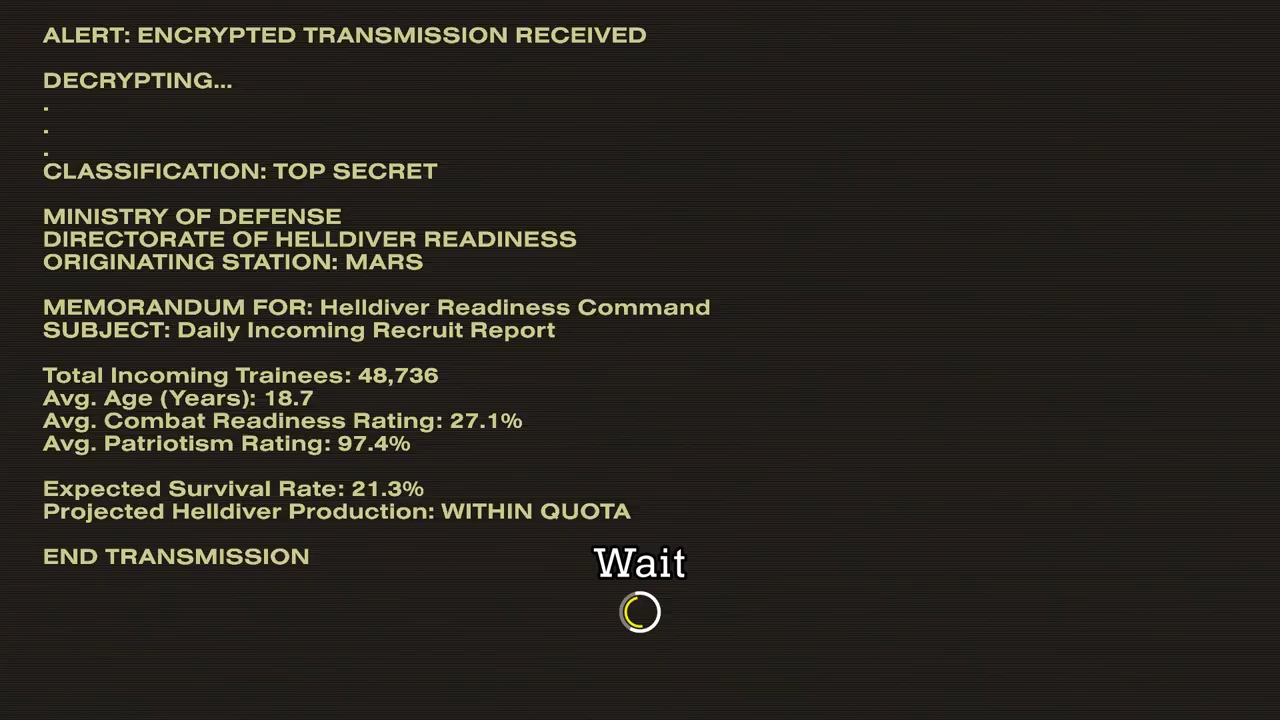 ALERT: ENCRYPTED TRANSMISSION RECEIVED
DECRYPTING...
.
.
.
CLASSIFICATION: TOP SECRET
MINISTRY OF DEFENSE
DIRECTORATE OF HELLDIVER READINESS
ORIGINATING STATION: MARS
MEMORANDUM FOR: Helldiver Readiness Command
SUBJECT: Daily Incoming Recruit Report
Total Incoming Trainees: 48,736
Avg. Age (Years): 18.7
Avg. Combat Readiness Rating: 27.1%
Avg. Patriotism Rating: 97.4%
Expected Survival Rate: 21.3%
Projected Helldiver Production: WITHIN QUOTA
END TRANSMISSION
Wait